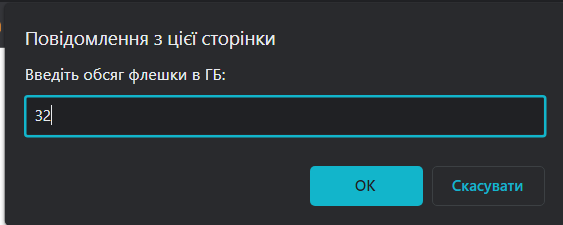 Повідомлення з цієї сторінки
Введіть обсяг флешки в ГБ:
32
OK
Скасувати